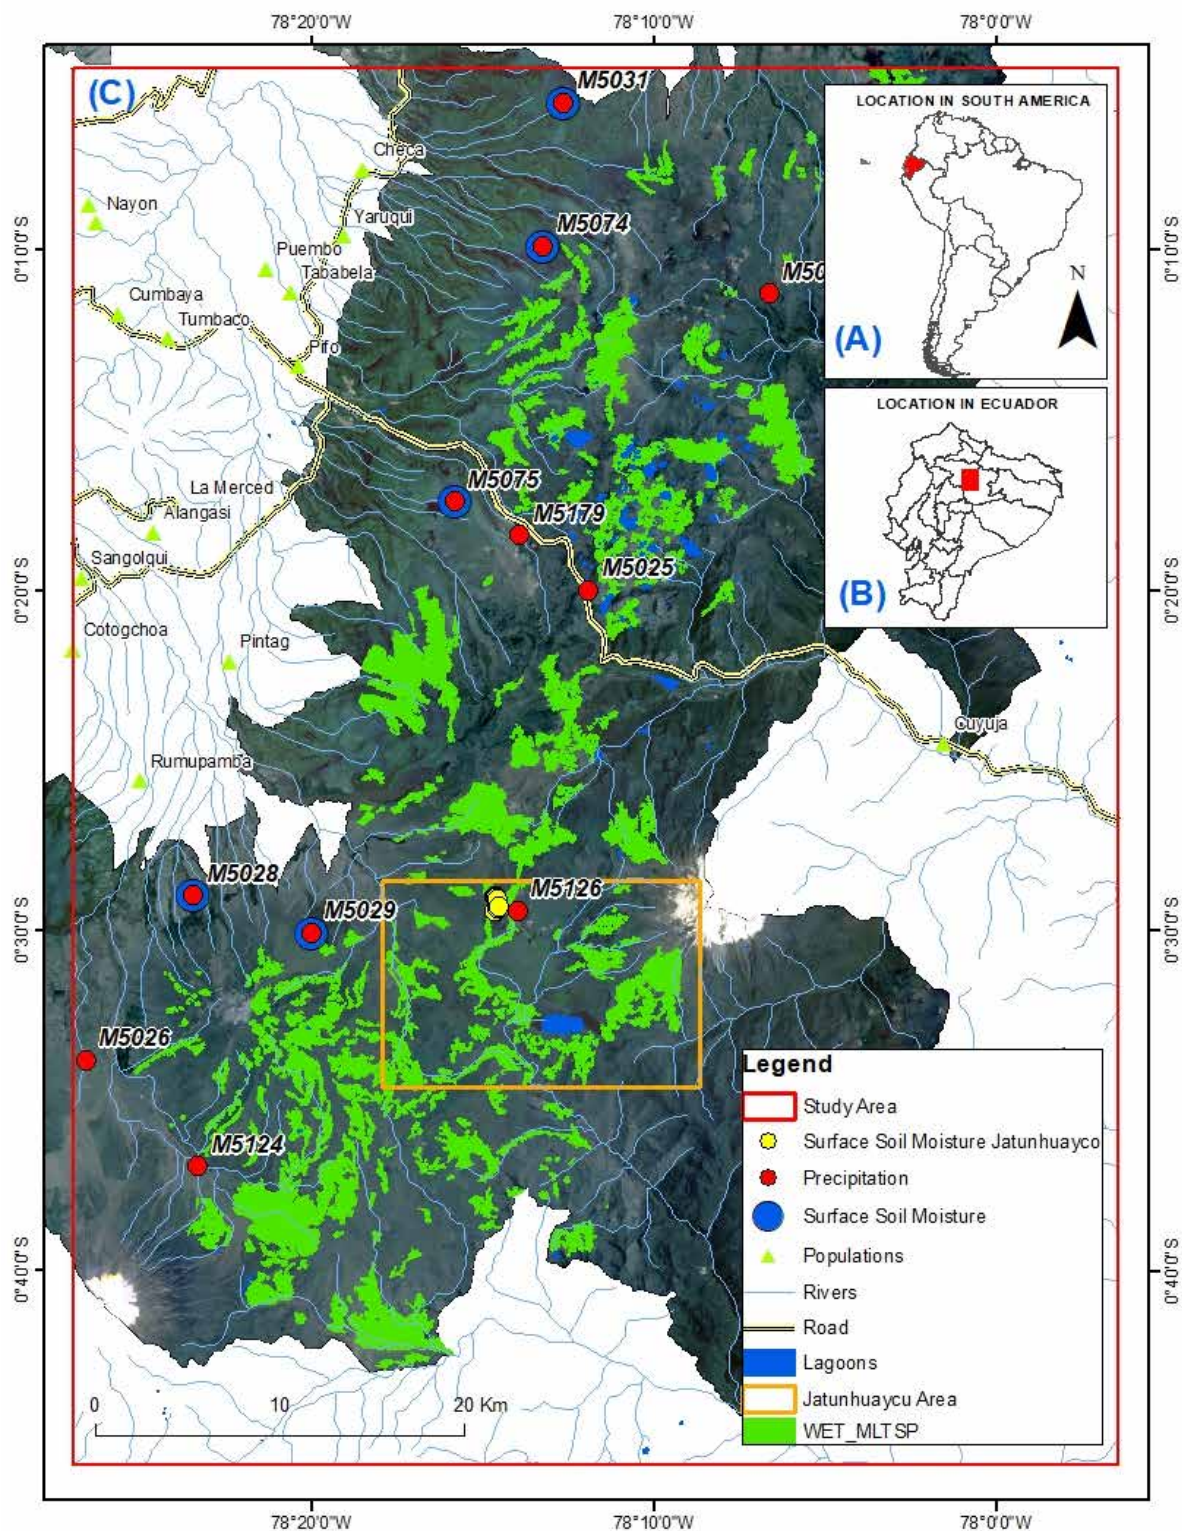 78°20'0"W
78°10'0"W
78°0'0"W
(C)
M5031
LOCATION IN SOUTH AMERICA
Checa
Nayon
Yaruqui
M5074
0°10'0"S
0°10'0"S
Puembo
Tababela
M50
N
Cumbaya
Tumbaco
(A)
Pifo
LOCATION IN ECUADOR
M5075
La Merced
Alangasi
M5179
Sangolqui
M5025
0°20'0"S
0°20'0"S
(B)
Cotogchoa
Pintag
Cuyuja
Rumupamba
M5028
M5126
M5029
0°30'0"S
0°30'0"S
M5026
Legend
Study Area
Surface Soil Moisture Jatunhuayco
M5124
Precipitation
Surface Soil Moisture
Populations
0°40'0"S
0°40'0"S
Rivers
Road
Lagoons
0 10 20 Km
Jatunhuaycu Area
WET_MLTSP
78°20'0"W
78°10'0"W
78°0'0"W